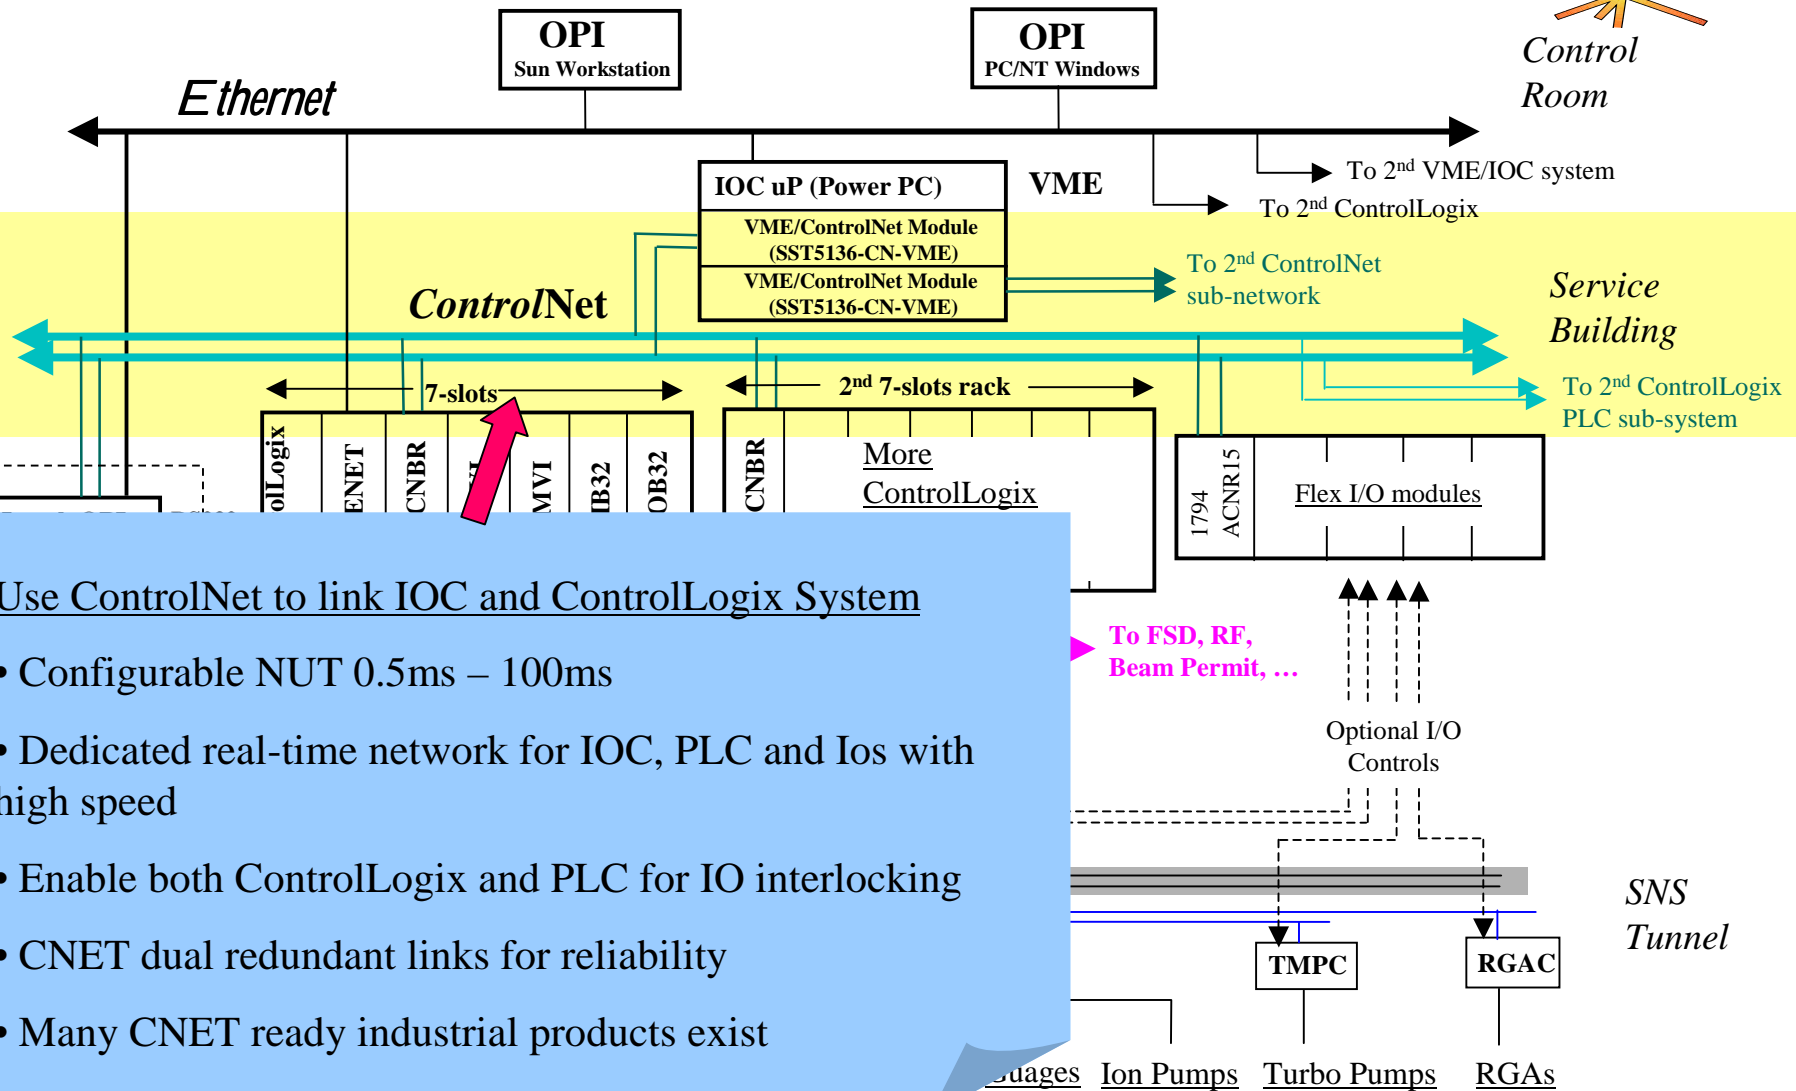 OPI
Sun Workstation
OPI
PC/NT Windows
Control
Room
Ethernet
To 2nd VME/IOC system
To 2nd ControlLogix
IOC uP (Power PC)
VME
VME/ControlNet Module
(SST5136-CN-VME)
VME/ControlNet Module
(SST5136-CN-VME)
To 2nd ControlNet
sub-network
Service
Building
ControlNet
7-slots
2nd 7-slots rack
To 2nd ControlLogix
PLC sub-system
olLogix
ENET
CNBR
MVI
IB32
OB32
CNBR
More
ControlLogix
1794
ACNR15
Flex I/O modules
Use ControlNet to link IOC and ControlLogix System
• Configurable NUT 0.5ms – 100ms
• Dedicated real-time network for IOC, PLC and Ios with
high speed
• Enable both ControlLogix and PLC for IO interlocking
• CNET dual redundant links for reliability
• Many CNET ready industrial products exist
To FSD, RF,
Beam Permit, …
Optional I/O
Controls
SNS
Tunnel
TMPC
RGAC
Guages
Ion Pumps
Turbo Pumps
RGAs